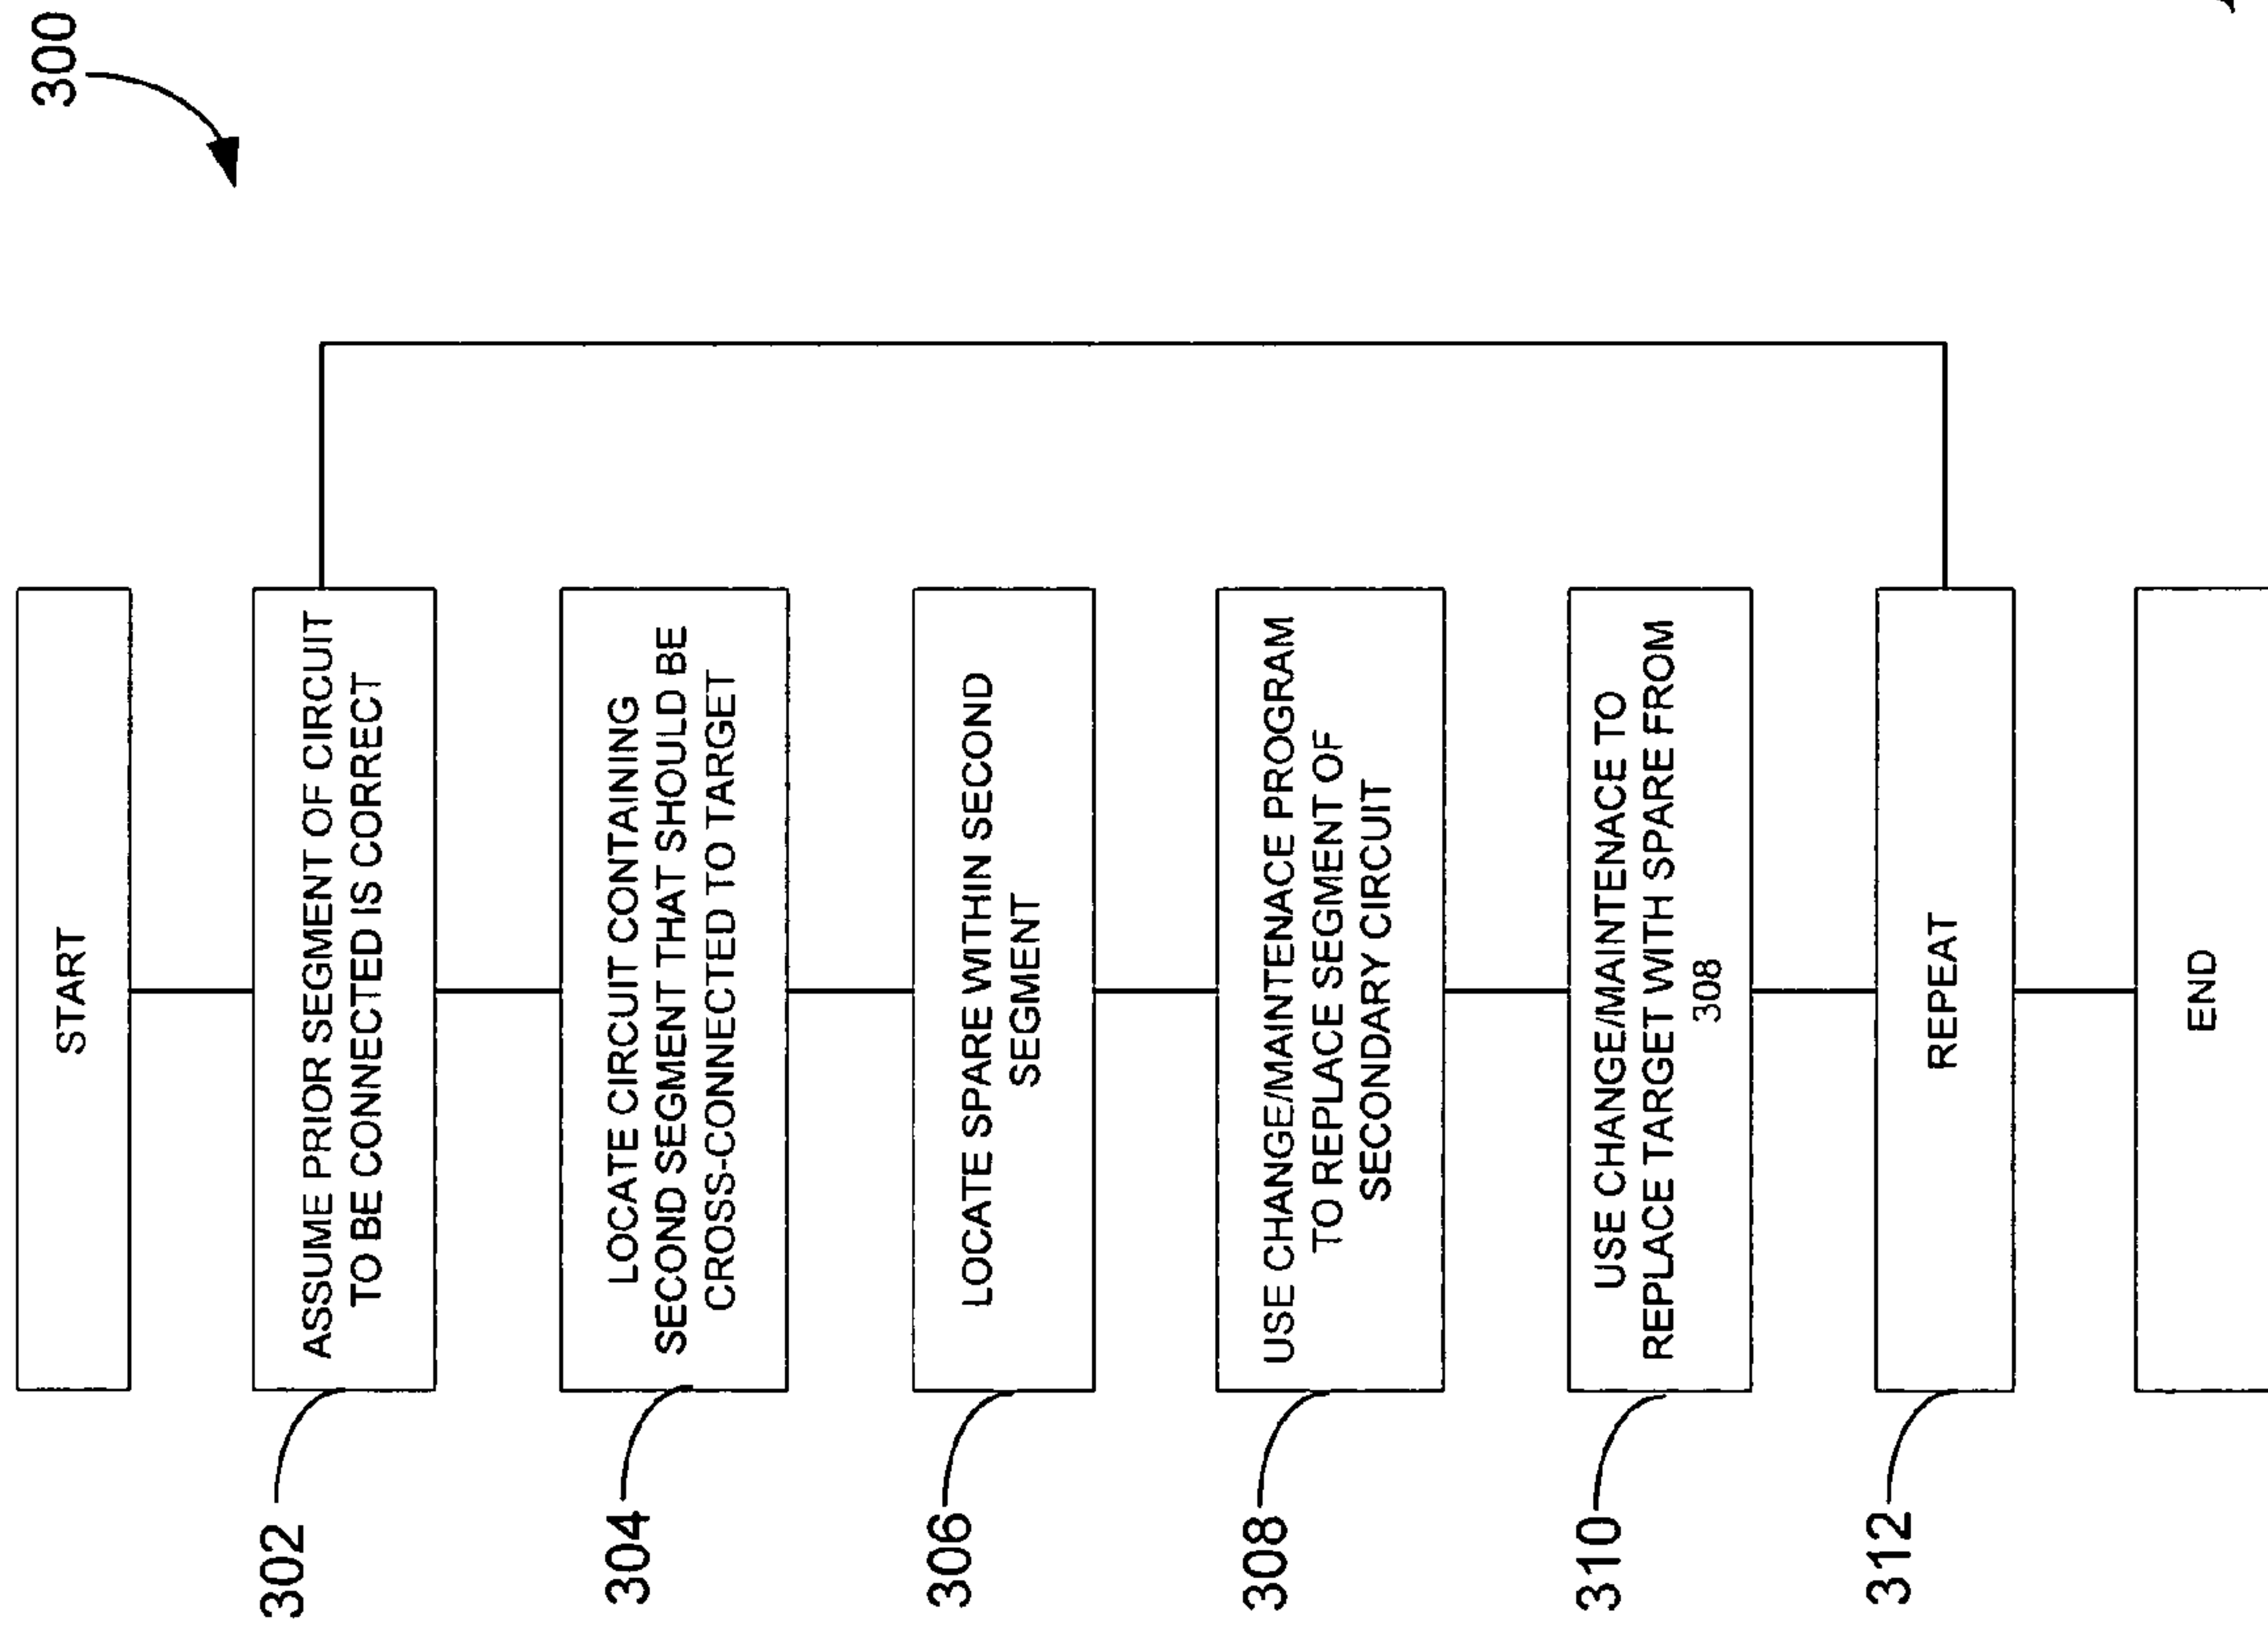 300
START
302
ASSUME PRIOR SEGMENT OF CIRCUIT
TO BE CONNECTED IS CORRECT
304
LOCATE CIRCUIT CONTAINING
SECOND SEGMENT THAT SHOULD BE
CROSS-CONNECTED TO TARGET
306
LOCATE SPARE WITHIN SECOND
SEGMENT
308
USE CHANGE/MAINTENACE PROGRAM
TO REPLACE SEGMENT OF
SECONDARY CIRCUIT
310
USE CHANGE/MAINTENACE TO
REPLACE TARGET WITH SPARE FROM
308
312
REPEAT
END